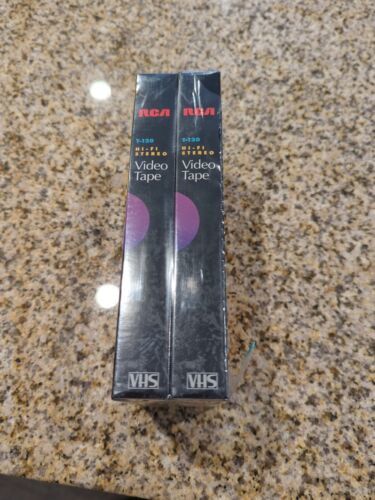 RCA
T-120
HI-FI
STEREO
Video
Tape
VHS
RCA
T-120
HI-FI
STEREO
Video
Tape
VHS